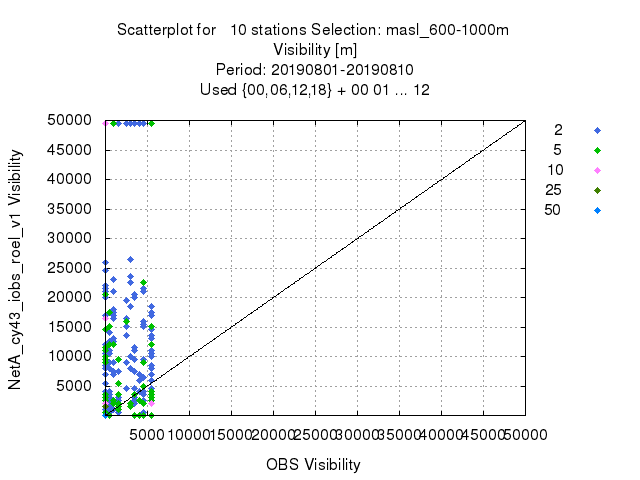 Scatterplot for 10 stations Selection: masl_600-1000m
Visibility [m]
Period: 20190801-20190810
Used {00,06,12,18} + 00 01 ... 12
NetA_cy43_iobs_roel_v1 Visibility
50000
45000
40000
35000
30000
25000
20000
15000
10000
5000
5000 10000 15000 20000 25000 30000 35000 40000 45000 50000
OBS Visibility
2
5
10
25
50